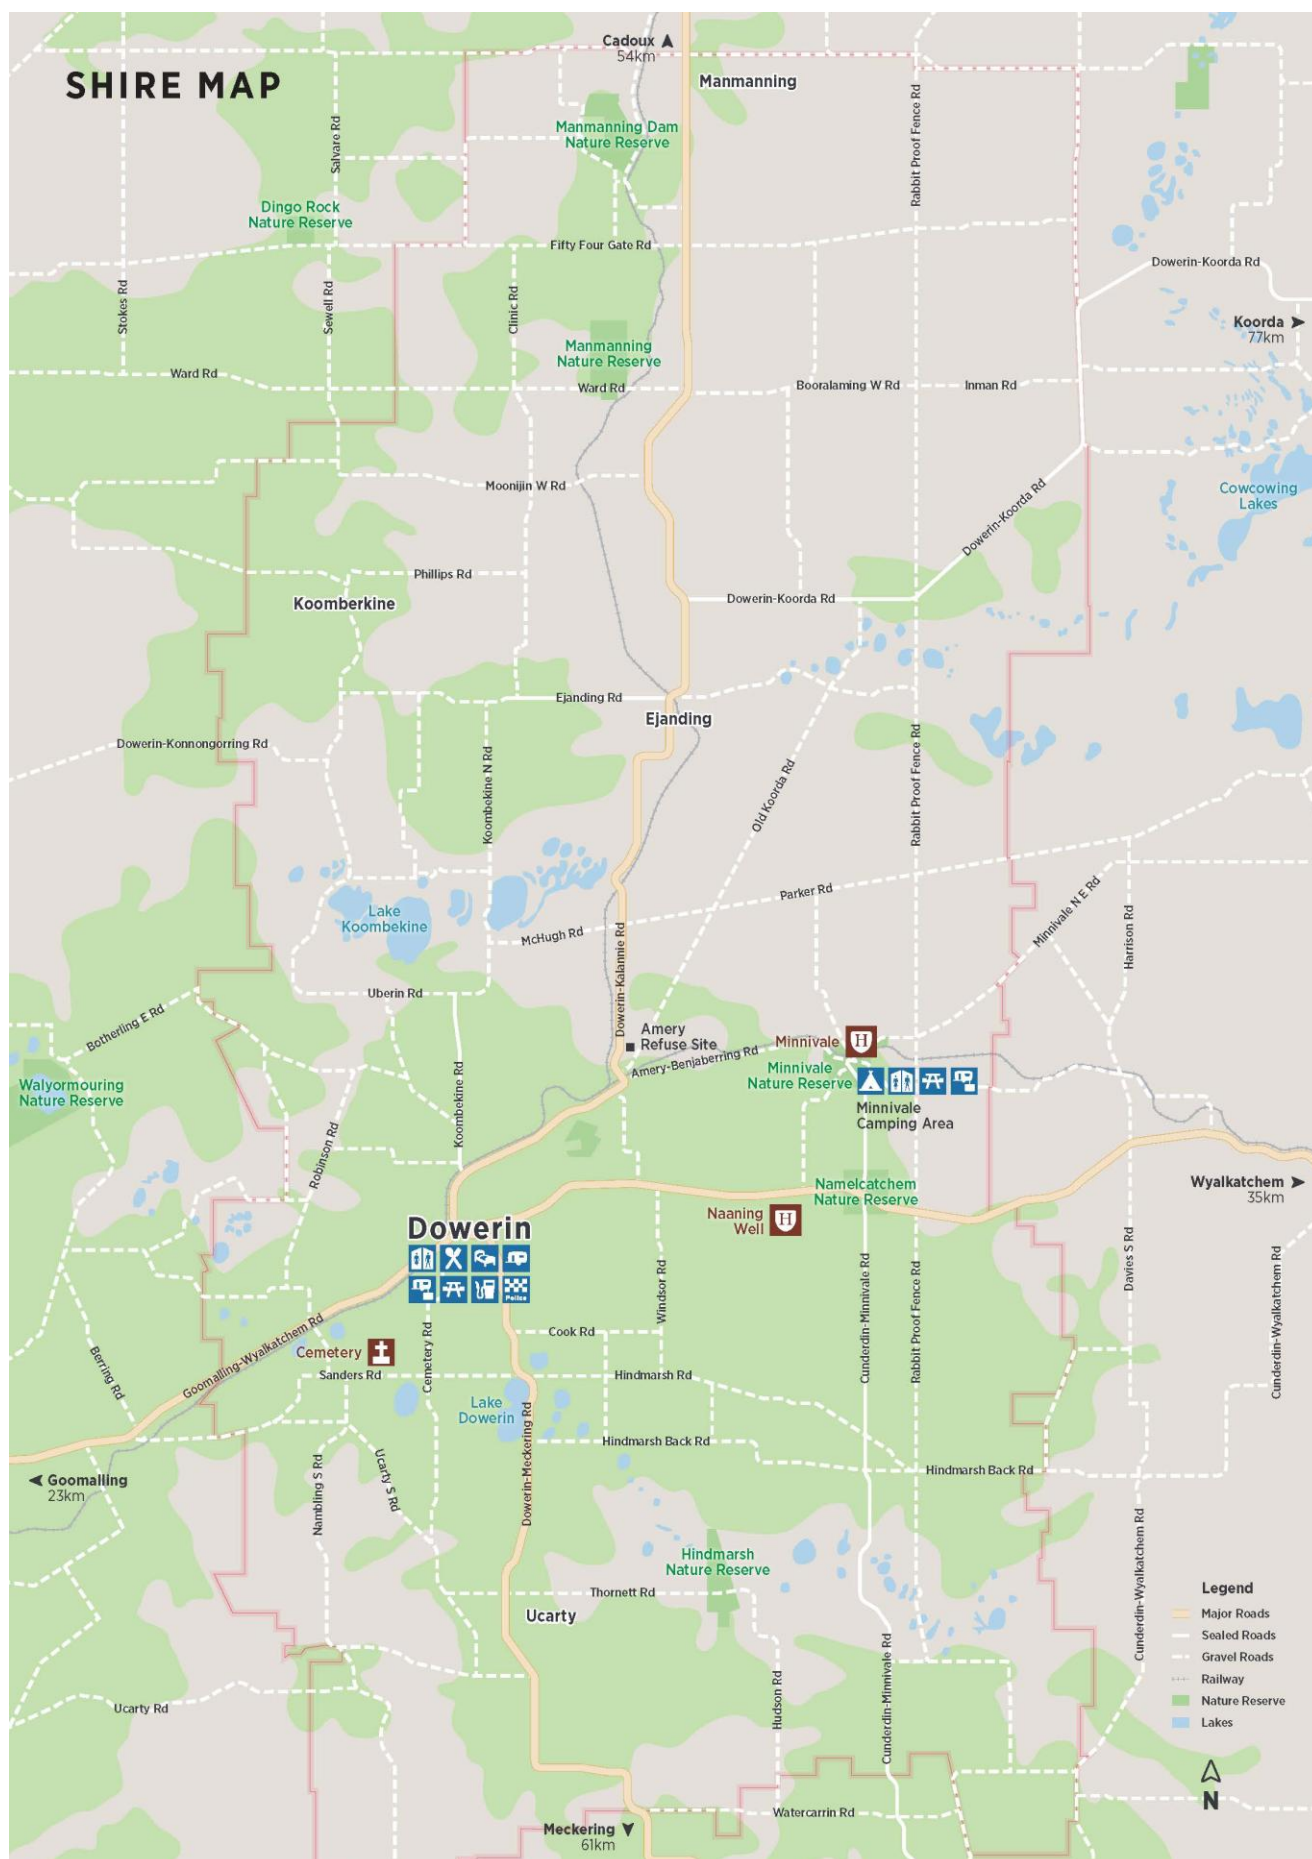 SHIRE MAP
Cadoux
54km
Manmanning
Manmanning Dam
Nature Reserve
Salvare Rd
Rabbit Proof Fence Rd
Dingo Rock
Nature Reserve
Fifty Four Gate Rd
Dowerin-Koorda Rd
Stokes Rd
Sewell Rd
Clinic Rd
Koorda
77km
Manmanning
Nature Reserve
Ward Rd
Ward Rd
Booralaming W Rd
Inman Rd
Moonijin W Rd
Cowcowing
Lakes
Dowerin-Koorda Rd
Phillips Rd
Koomberkine
Dowerin-Koorda Rd
Ejanding Rd
Ejanding
Dowerin-Konnongorring Rd
Koombekine N Rd
Old Koorda Rd
Rabbit Proof Fence Rd
Parker Rd
Lake
Koombekine
McHugh Rd
Dowerin-Kalannie Rd
Minnivale N E Rd
Harrison Rd
Uberin Rd
Botherling E Rd
Amery
Refuse Site
Minnivale
H
Amery-Benjaberring Rd
Minnivale
Nature Reserve
Walyormouring
Nature Reserve
Koombekine Rd
Minnivale
Camping Area
Robinson Rd
Namelcatchem
Nature Reserve
Wyalkatchem
35km
Naaning
Well
H
Dowerin
Police
Windsor Rd
Cunderdin-Minnivale Rd
Rabbit Proof Fence Rd
Davies S Rd
Cunderdin-Wyalkatchem Rd
Goomalling-Wyalkatchem Rd
Cook Rd
Cemetery
Cemetery Rd
Berring Rd
Sanders Rd
Hindmarsh Rd
Lake
Dowerin
Dowerin-Meckering Rd
Hindmarsh Back Rd
Hindmarsh Back Rd
Goomalling
23km
Nambling S Rd
Ucarty S Rd
Hindmarsh
Nature Reserve
Cunderdin-Wyalkatchem Rd
Thornett Rd
Ucarty
Ucarty Rd
Hudson Rd
Cunderdin-Minnivale Rd
Legend
Major Roads
Sealed Roads
Gravel Roads
Railway
Nature Reserve
Lakes
N
Watercarrin Rd
Meckering
61km